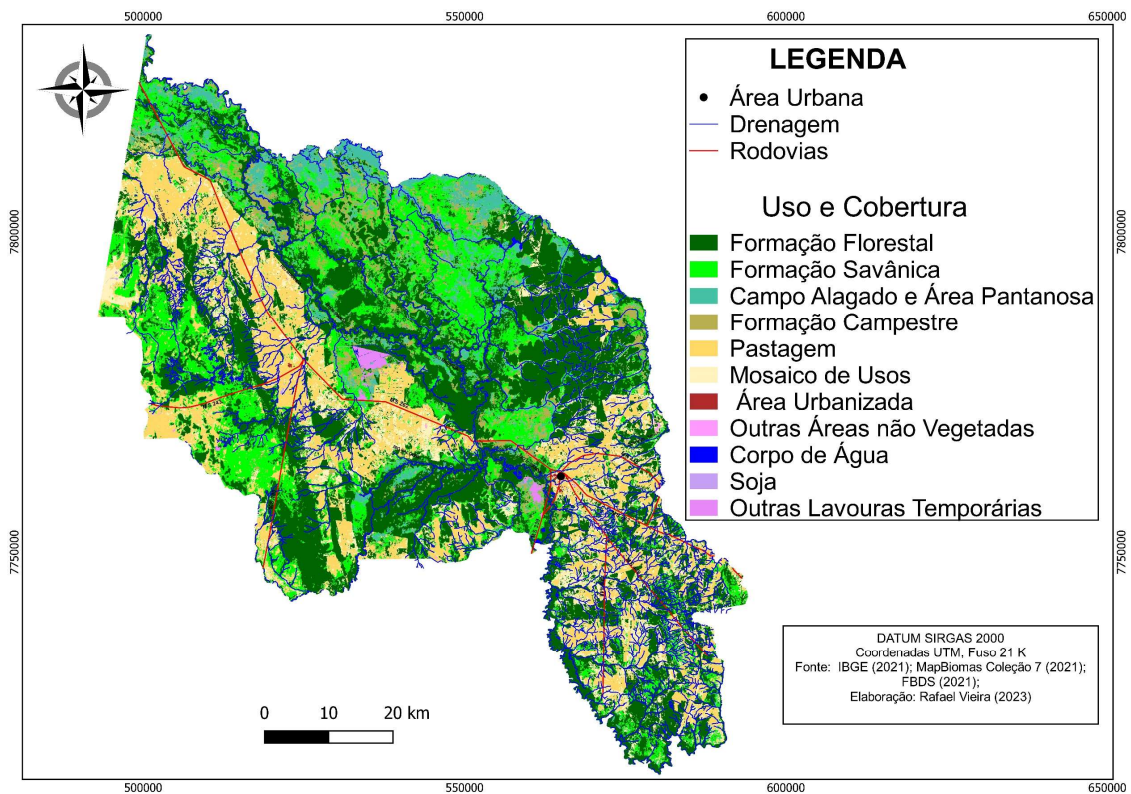 500000 550000 600000 650000
LEGENDA
Área Urbana
Drenagem
Rodovias
Uso e Cobertura
Formação Florestal
Formação Savânica
Campo Alagado e Área Pantanosa
Formação Campestre
Pastagem
Mosaico de Usos
Área Urbanizada
Outras Áreas não Vegetadas
Corpo de Água
Soja
Outras Lavouras Temporárias
7800000 7800000
7750000 7750000
DATUM SIRGAS 2000
Coordenadas UTM, Fuso 21 K
Fonte: IBGE (2021); MapBiomas Coleção 7 (2021);
FBDS (2021);
Elaboração: Rafael Vieira (2023)
0 10 20 km
500000 550000 600000 650000